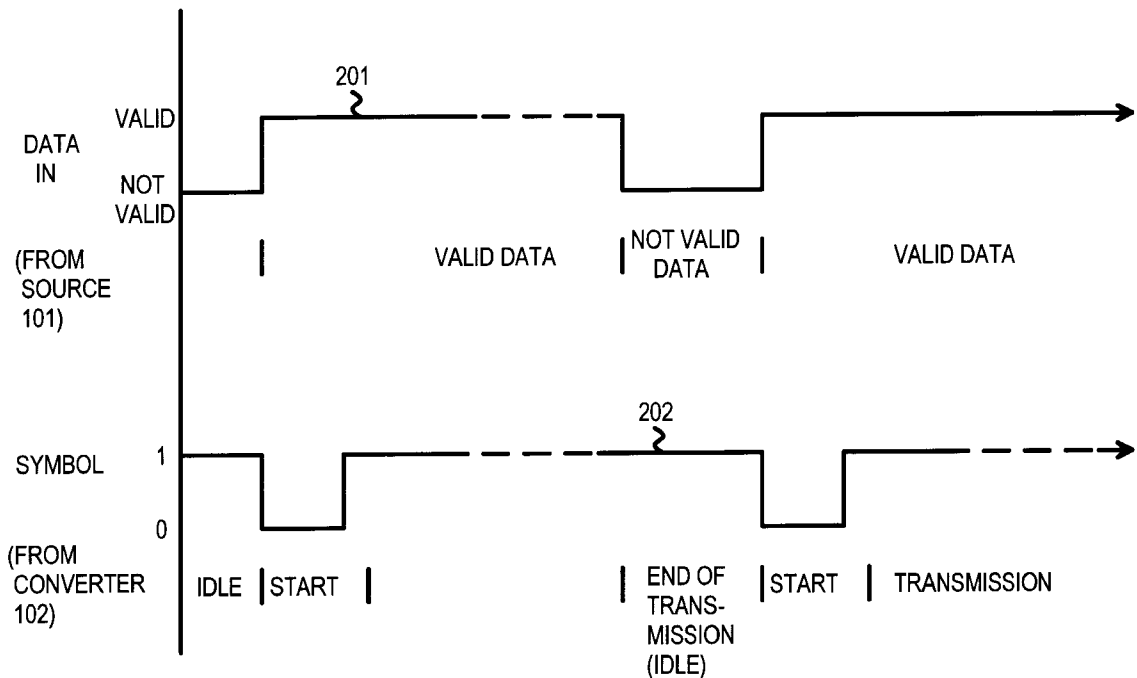 201
VALID
DATA
IN
NOT
VALID
(FROM
SOURCE
101)
VALID DATA
NOT VALID
DATA
VALID DATA
202
SYMBOL
1
0
(FROM
CONVERTER
102)
IDLE
START
END OF
TRANS-
MISSION
(IDLE)
START
TRANSMISSION